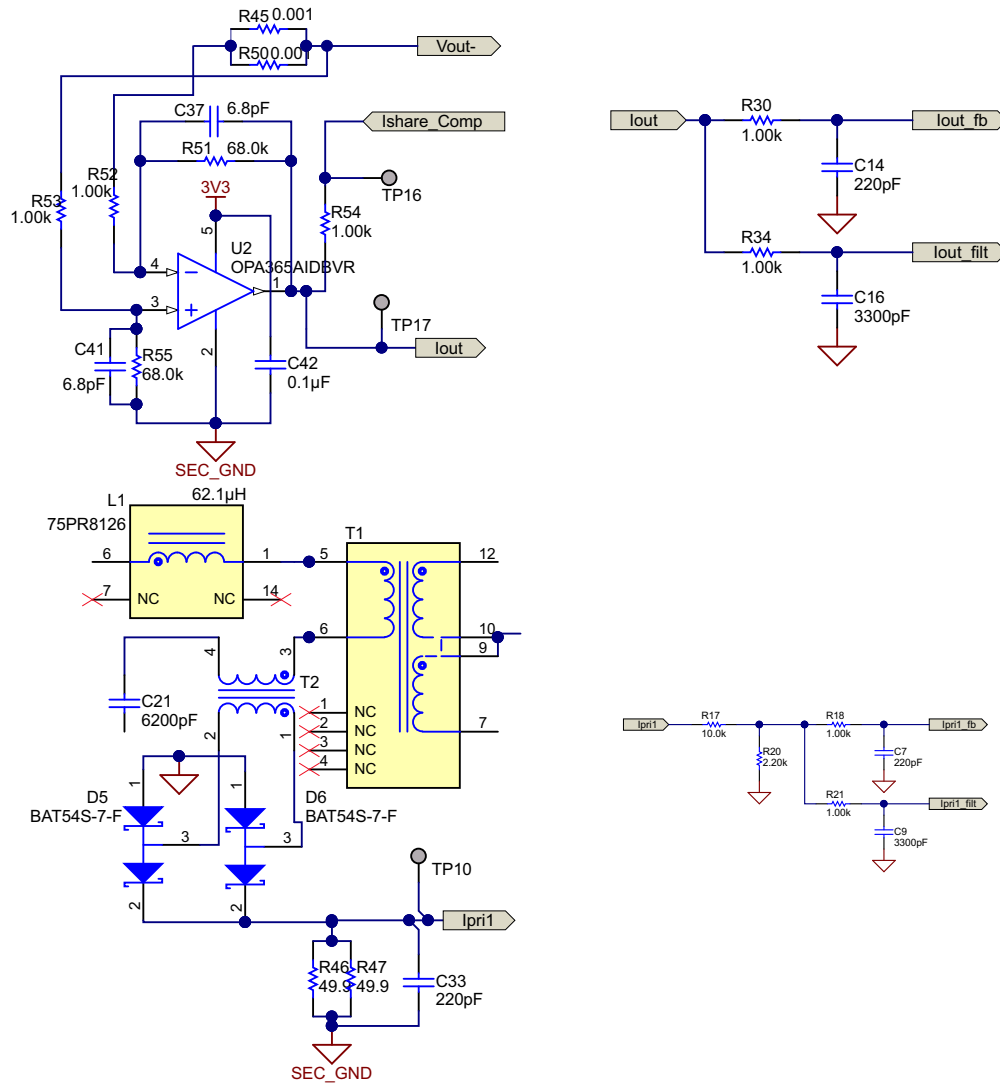 R45 0.001
R50 0.001
Vout-
C37 6.8pF
Ishare_Comp
R51 68.0k
R52
1.00k
3V3
TP16
R53
1.00k
R54
1.00k
5
U2
OPA365AIDBVR
4
1
3
TP17
Iout
C41
6.8pF
R55
68.0k
2
C42
0.1µF
SEC_GND
Iout
R30
1.00k
Iout_fb
C14
220pF
R34
1.00k
Iout_filt
C16
3300pF
L1
62.1µH
75PR8126
6
1
7
NC
NC
14
T1
5
12
6
10
9
4
3
T2
C21
6200pF
2
1
1
NC
2
NC
3
NC
4
NC
7
1
1
D5
BAT54S-7-F
D6
BAT54S-7-F
3
3
2
2
TP10
Ipri1
R46
49.9
R47
49.9
C33
220pF
SEC_GND
Ipri1
R17
10.0k
R20
2.20k
R18
1.00k
Ipri1_fb
C7
220pF
R21
1.00k
Ipri1_filt
C9
3300pF